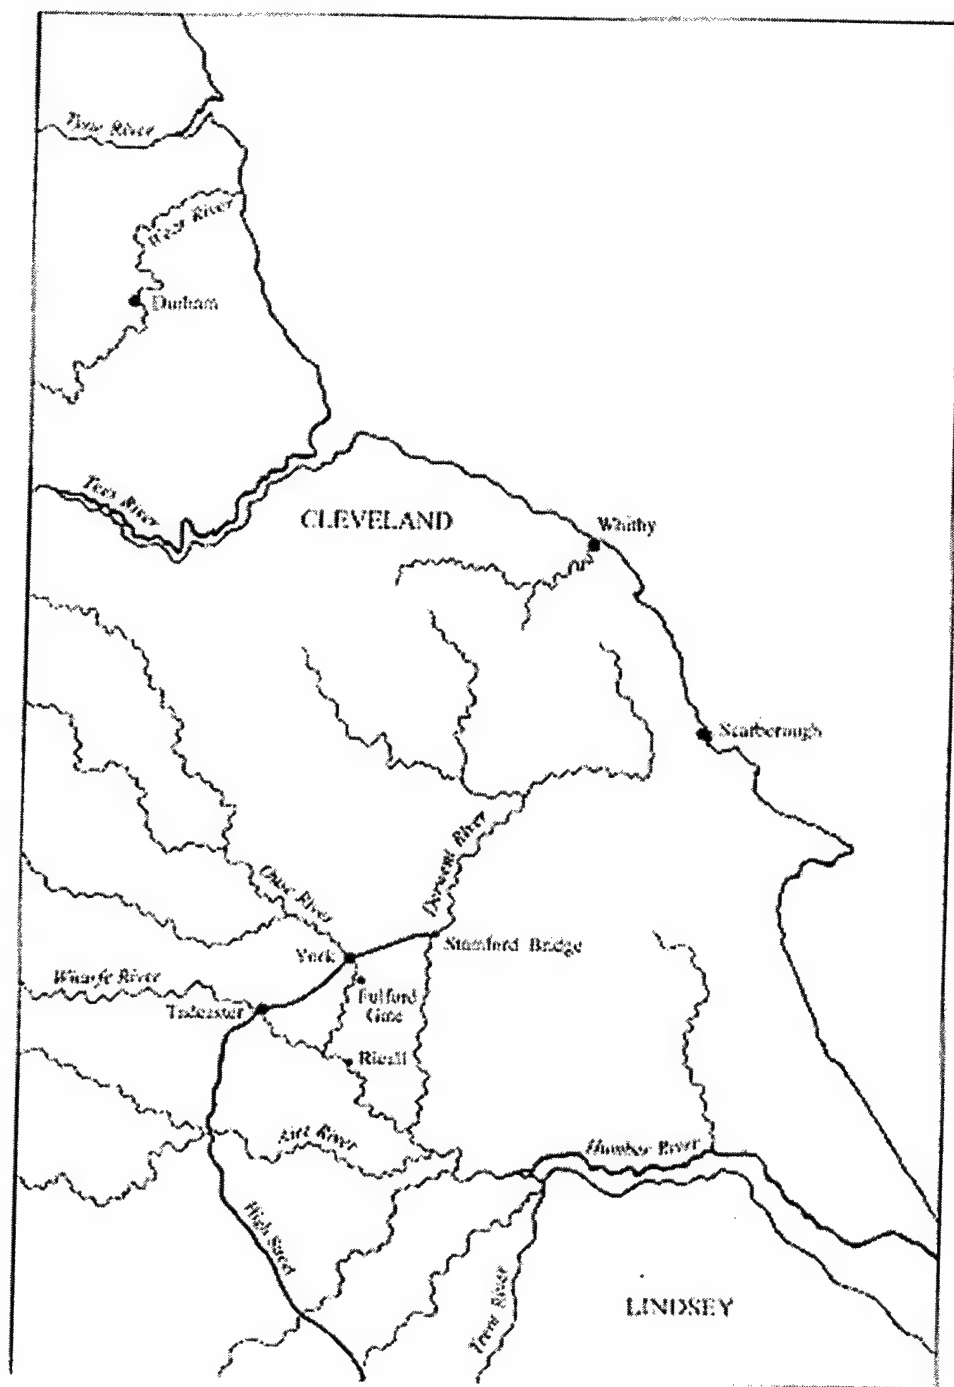 Tyne River
Wear River
Durham
Tees River
CLEVELAND
Whitby
Scarborough
Derwent River
Ouse River
York
Stamford Bridge
Wharfe River
Fulford
Gate
Tadcaster
Ricall
Aire River
Humber River
High Street
Trent River
LINDSEY